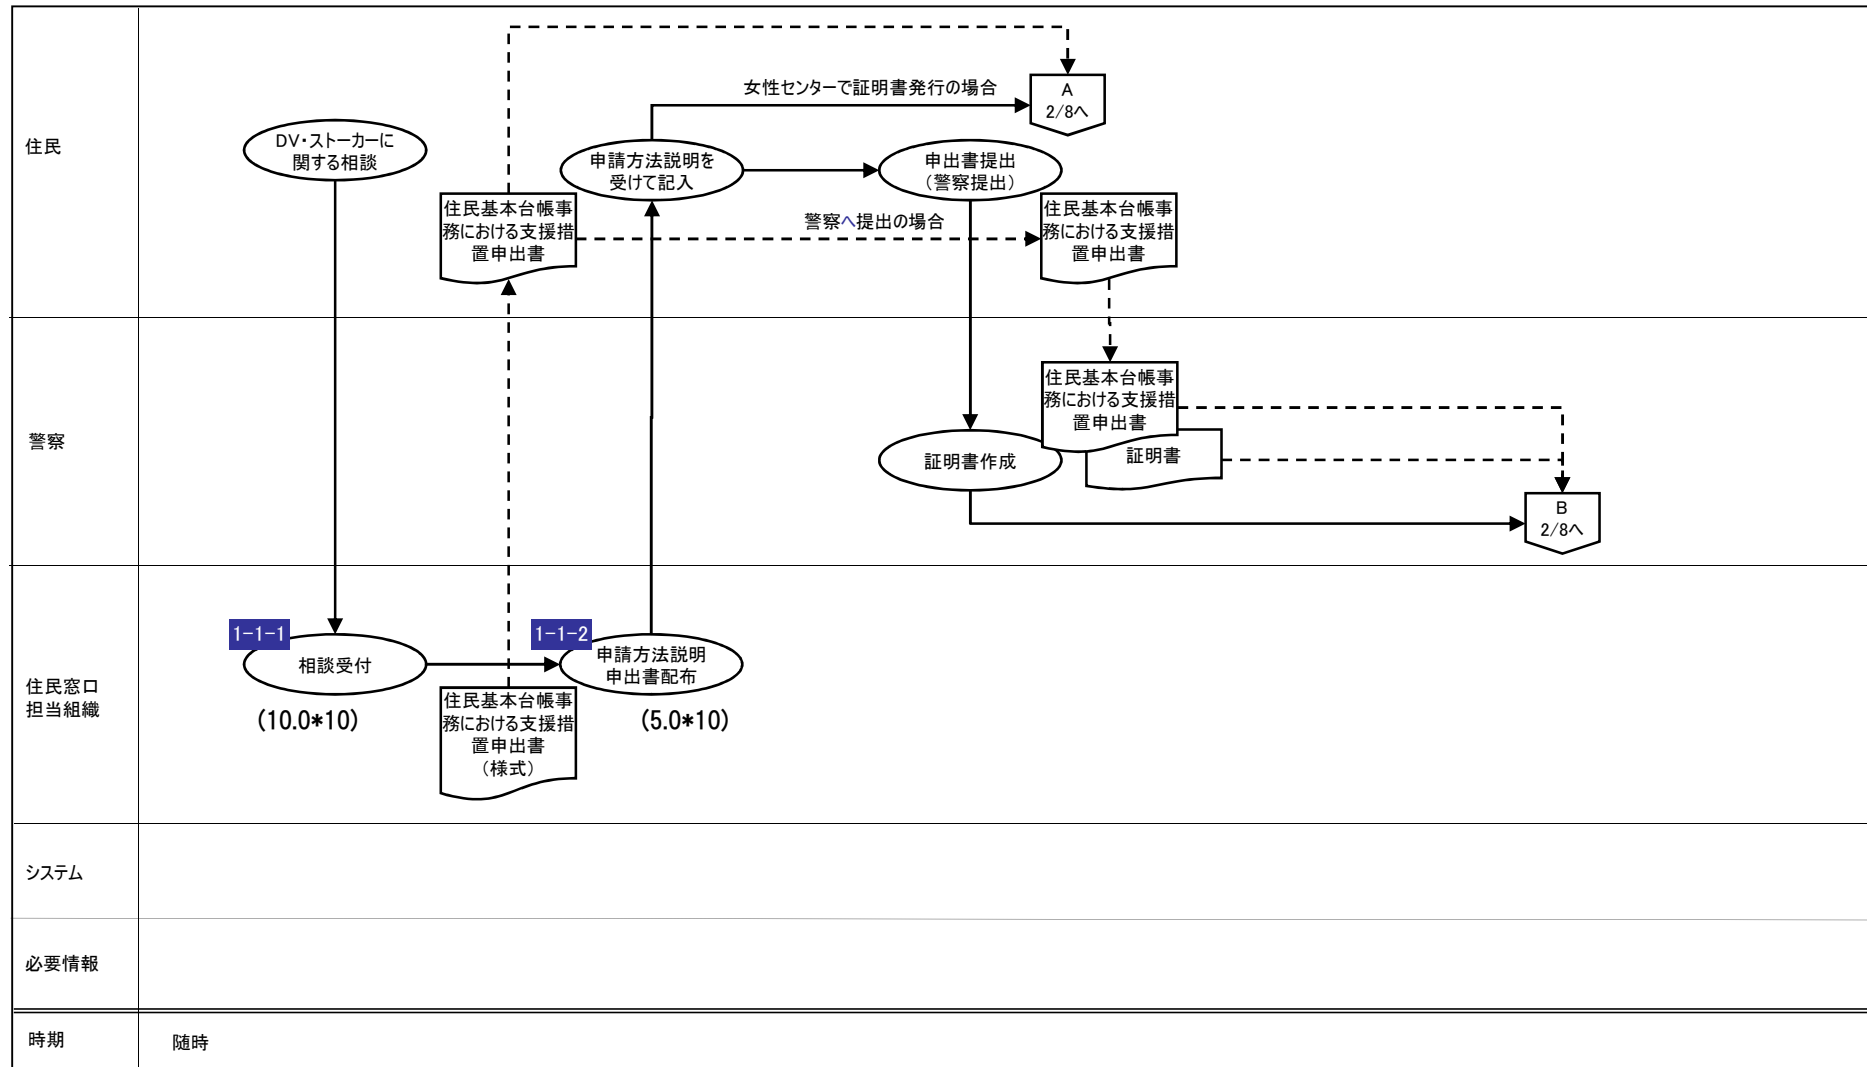 住民
DV・ストーカーに
関する相談
住民基本台帳事
務における支援措
置申出書
申請方法説明を
受けて記入
女性センターで証明書発行の場合
A
2/8へ
申出書提出
(警察提出)
警察へ提出の場合
住民基本台帳事
務における支援措
置申出書
警察
証明書作成
住民基本台帳事
務における支援措
置申出書
証明書
B
2/8へ
住民窓口
担当組織
1-1-1
相談受付
(10.0*10)
住民基本台帳事
務における支援措
置申出書
(様式)
1-1-2
申請方法説明
申出書配布
(5.0*10)
システム
必要情報
時期
随時